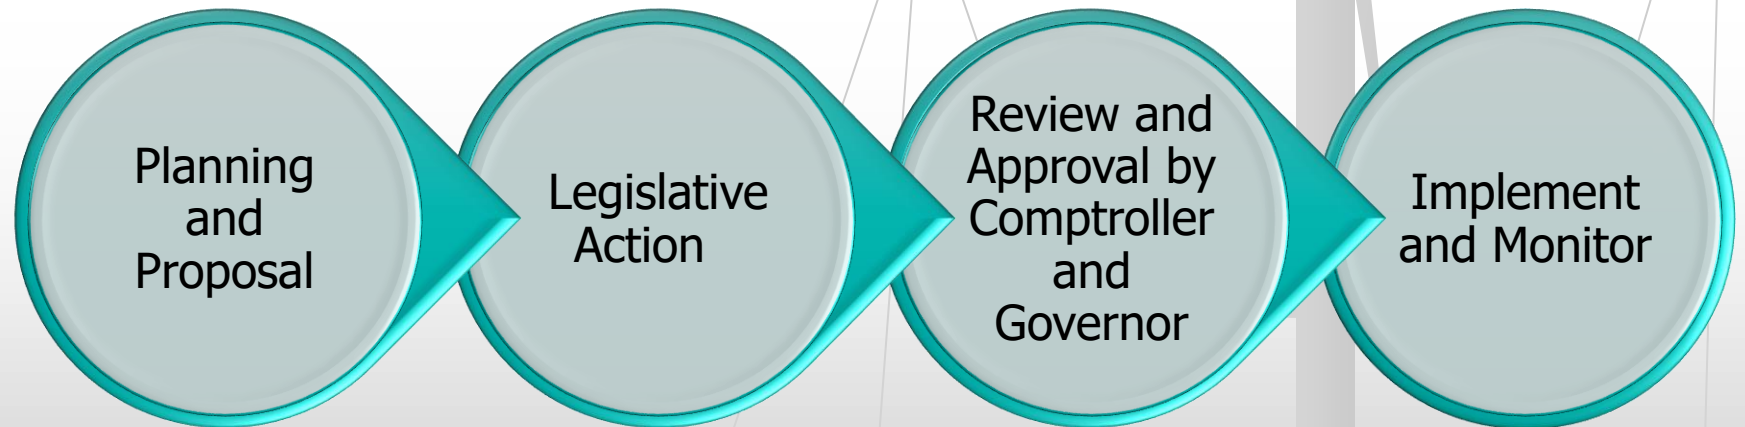 Planning
and
Proposal
Legislative
Action
Review and
Approval by
Comptroller
and
Governor
Implement
and Monitor